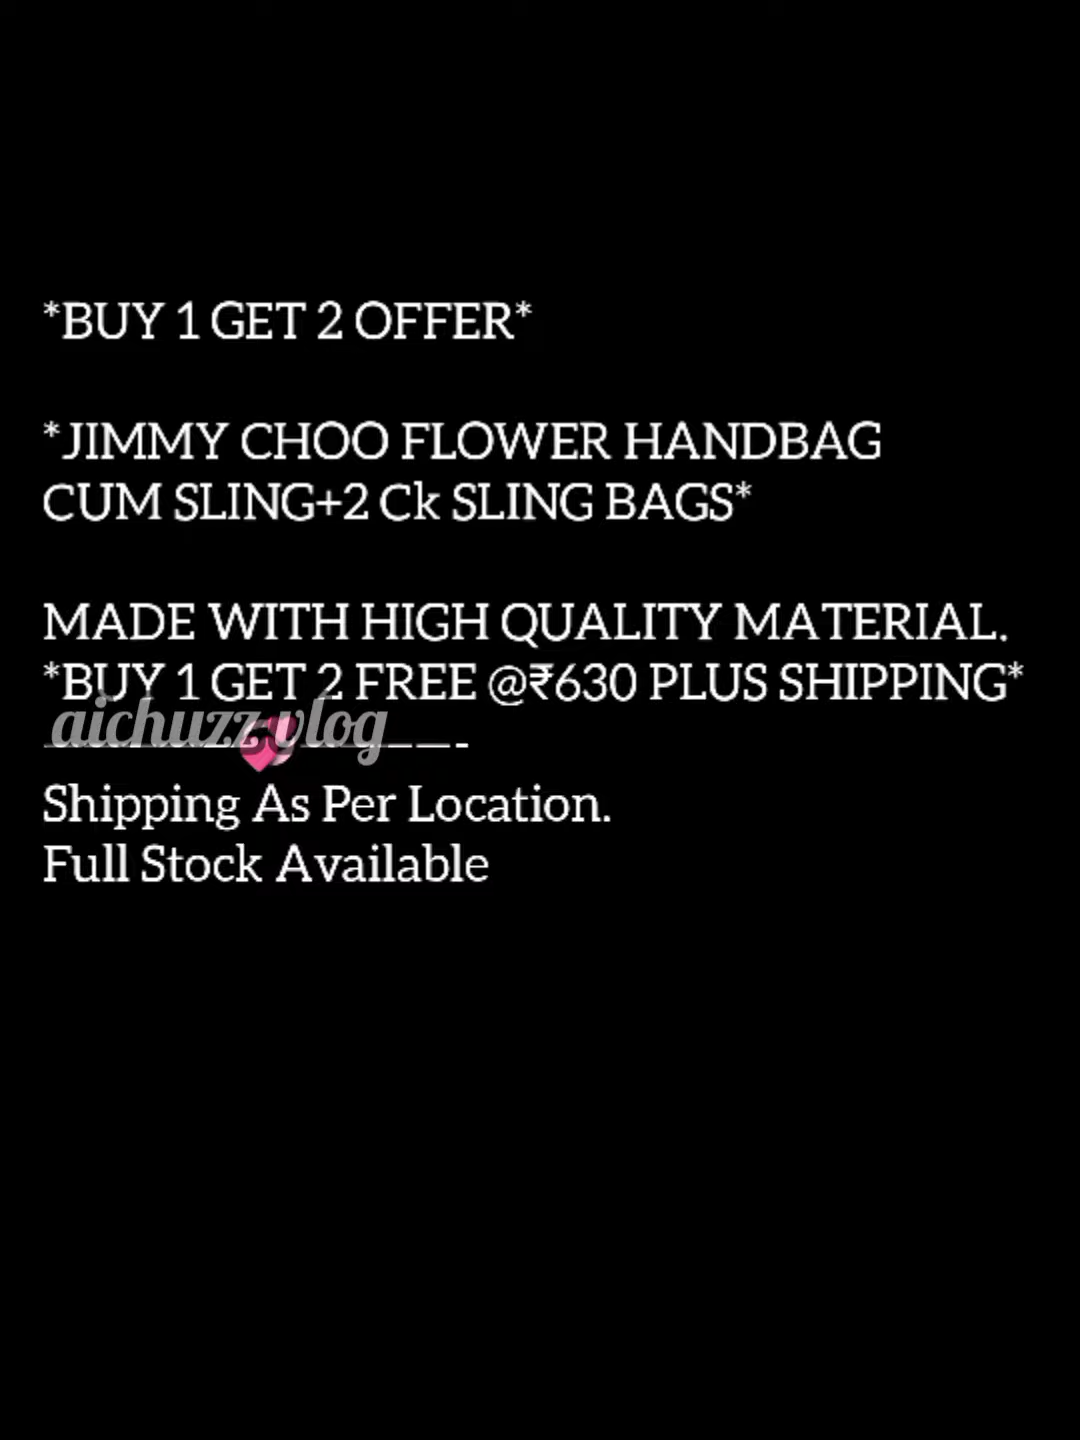 *BUY 1 GET 2 OFFER*
*JIMMY CHOO FLOWER HANDBAG
CUM SLING+2 Ck SLING BAGS*
MADE WITH HIGH QUALITY MATERIAL.
*BUY 1 GET 2 FREE @₹630 PLUS SHIPPING*
aichuzz vlog
Shipping As Per Location.
Full Stock Available